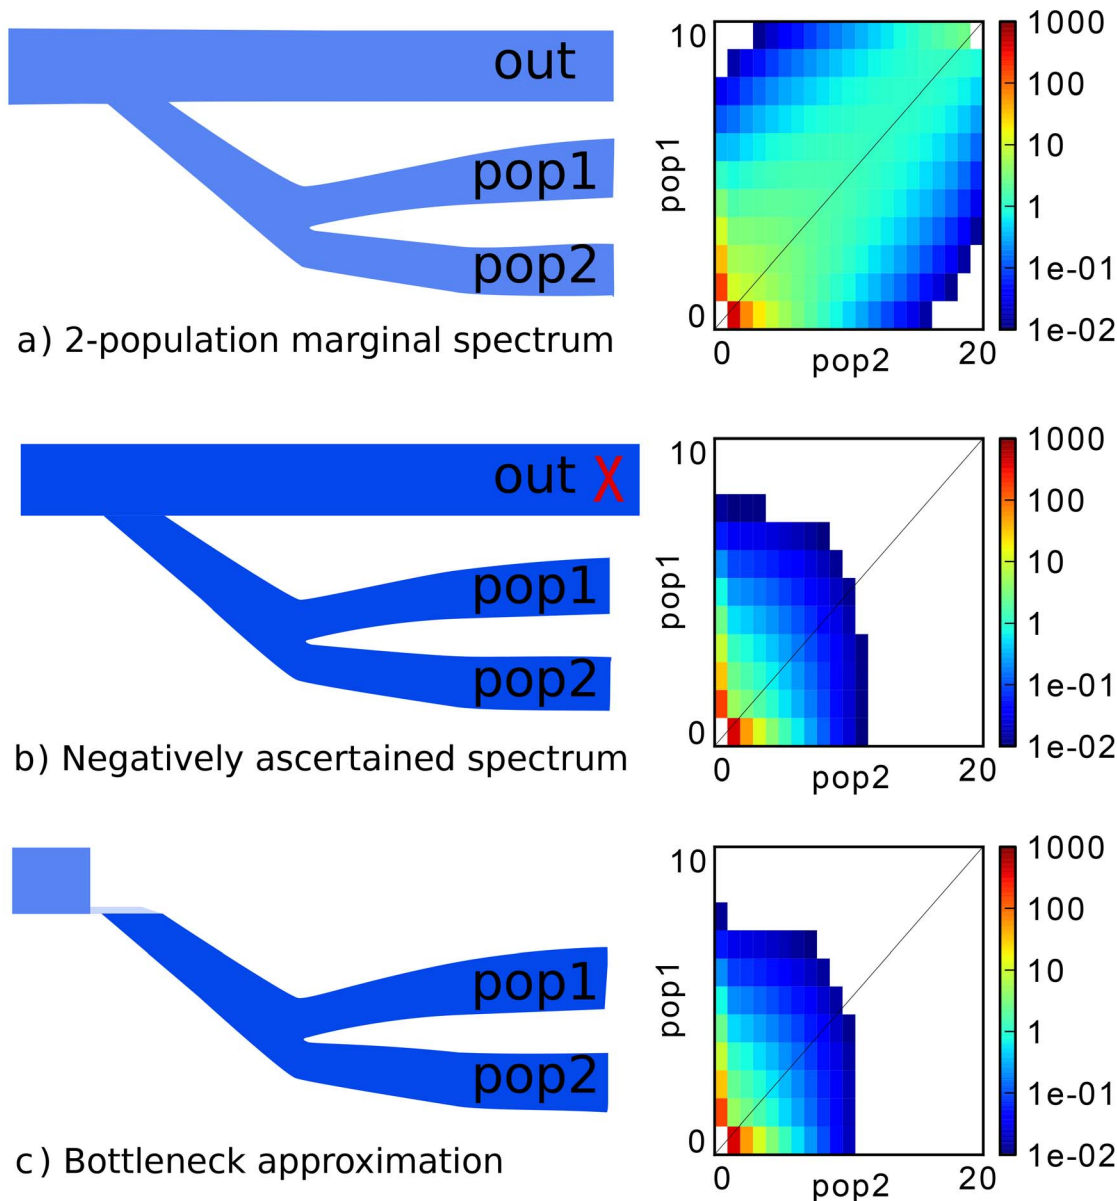 out
pop1
pop2
a) 2-population marginal spectrum
10
pop1
0
0
pop2
20
1000
100
10
1
1e-01
1e-02
out X
pop1
pop2
b) Negatively ascertained spectrum
10
pop1
0
0
pop2
20
1000
100
10
1
1e-01
1e-02
pop1
pop2
c) Bottleneck approximation
10
pop1
0
0
pop2
20
1000
100
10
1
1e-01
1e-02